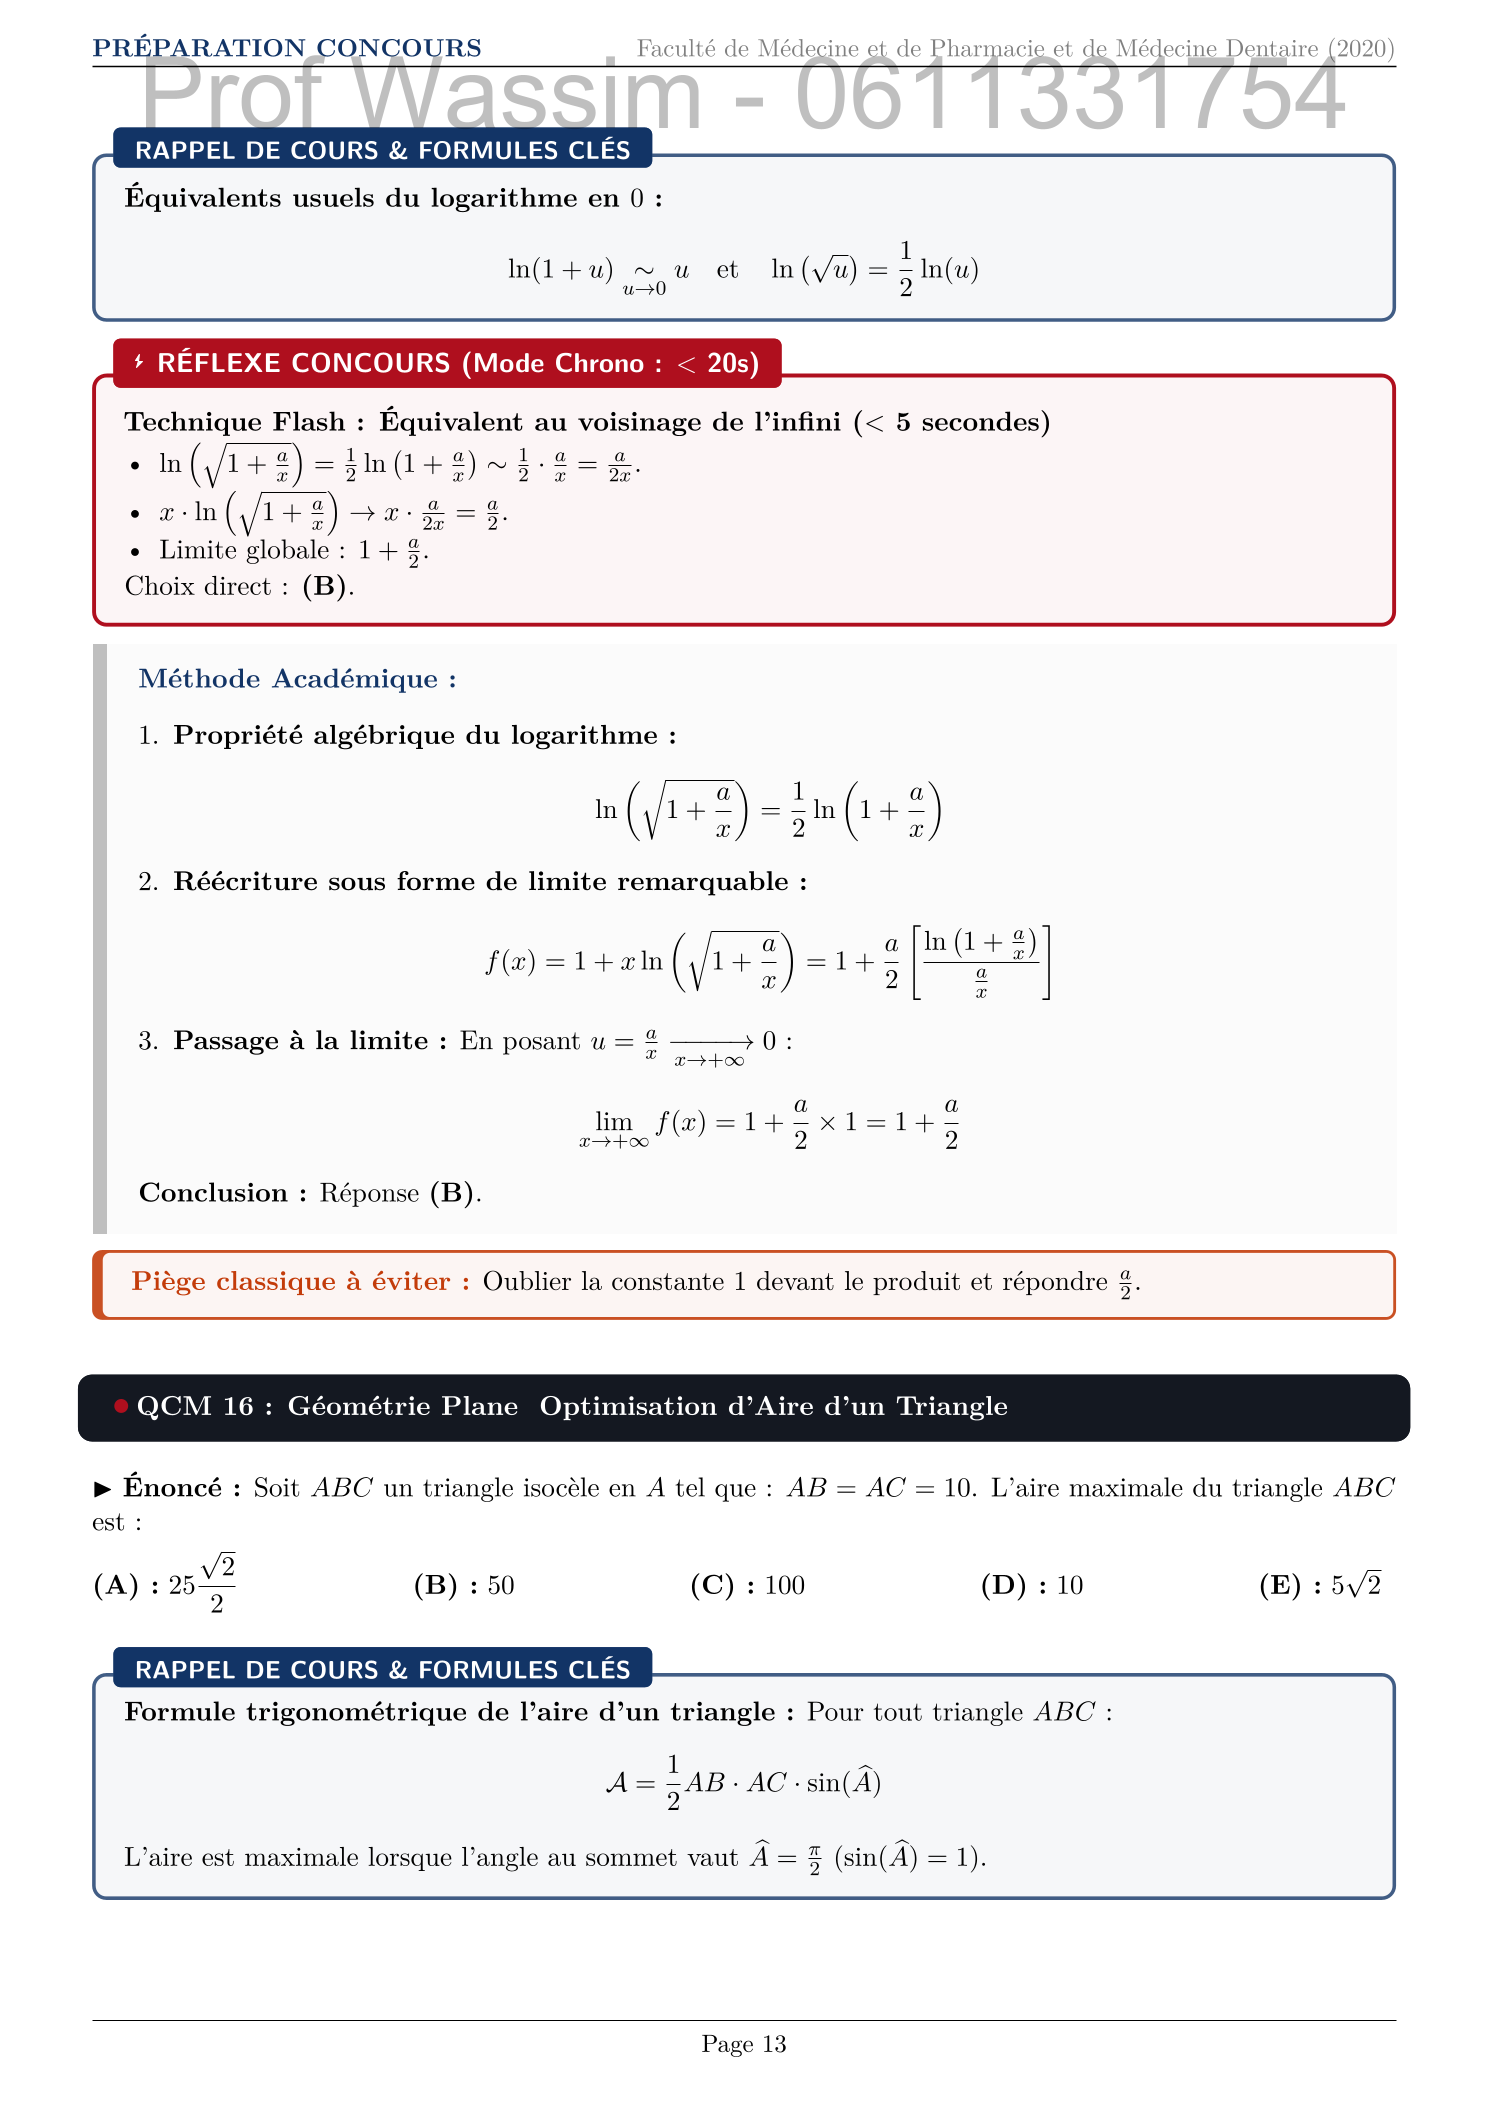 PRÉPARATION CONCOURS Faculté de Médecine et de Pharmacie et de Médecine Dentaire (2020)
Prof Wassim - 0611331754
RAPPEL DE COURS & FORMULES CLÉS
Équivalents usuels du logarithme en 0 :
ln(1 + u) ∼_{u→0} u et ln(√u) = 1/2 ln(u)
RÉFLEXE CONCOURS (Mode Chrono : < 20s)
Technique Flash : Équivalent au voisinage de l'infini (< 5 secondes)
• ln(√(1 + a/x)) = 1/2 ln(1 + a/x) ∼ 1/2 · a/x = a/2x.
• x · ln(√(1 + a/x)) → x · a/2x = a/2.
• Limite globale : 1 + a/2.
Choix direct : (B).
Méthode Académique :
1. Propriété algébrique du logarithme :
ln(√(1 + a/x)) = 1/2 ln(1 + a/x)
2. Réécriture sous forme de limite remarquable :
f(x) = 1 + x ln(√(1 + a/x)) = 1 + a/2 [ln(1 + a/x) / (a/x)]
3. Passage à la limite : En posant u = a/x →_{x→+∞} 0 :
lim_{x→+∞} f(x) = 1 + a/2 × 1 = 1 + a/2
Conclusion : Réponse (B).
Piège classique à éviter : Oublier la constante 1 devant le produit et répondre a/2.
● QCM 16 : Géométrie Plane Optimisation d'Aire d'un Triangle
▶ Énoncé : Soit ABC un triangle isocèle en A tel que : AB = AC = 10. L'aire maximale du triangle ABC
est :
(A) : 25 √2/2 (B) : 50 (C) : 100 (D) : 10 (E) : 5√2
RAPPEL DE COURS & FORMULES CLÉS
Formule trigonométrique de l'aire d'un triangle : Pour tout triangle ABC :
𝒜 = 1/2 AB · AC · sin(Â)
L'aire est maximale lorsque l'angle au sommet vaut Â = π/2 (sin(Â) = 1).
Page 13